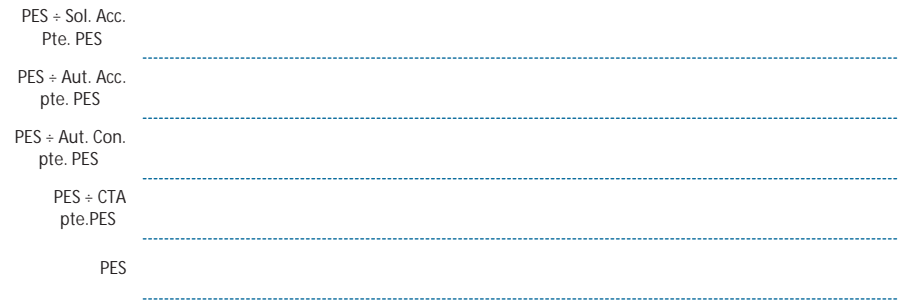 PES ÷ Sol. Acc.
Pte. PES
PES ÷ Aut. Acc.
pte. PES
PES ÷ Aut. Con.
pte. PES
PES ÷ CTA
pte.PES
PES